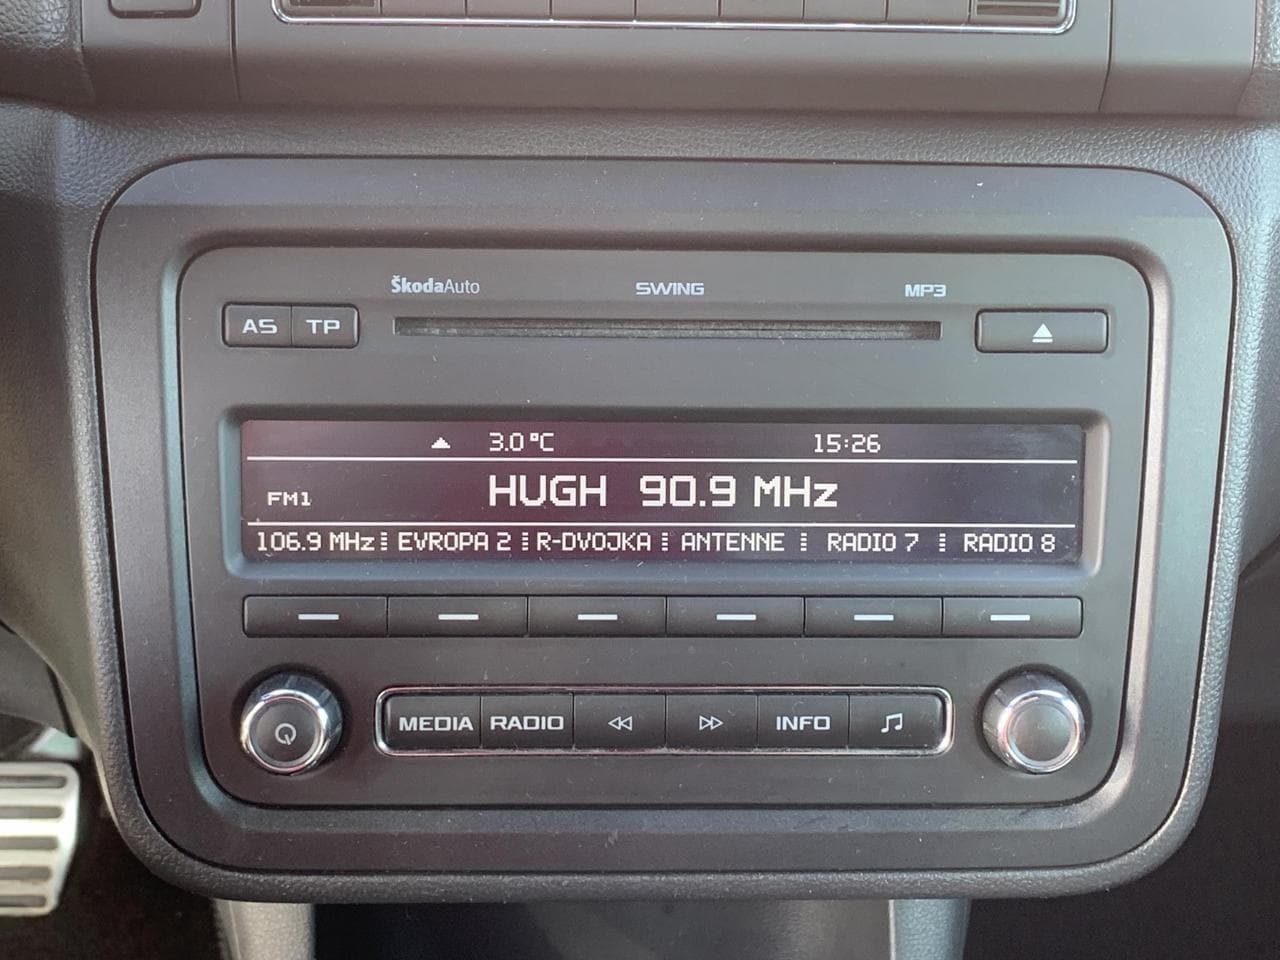 ŠkodaAuto SWING MP3
AS TP
3.0 °C 15:26
FM1 HUGH 90.9 MHz
106.9 MHz EVROPA 2 R-DVOJKA ANTENNE RADIO 7 RADIO 8
MEDIA RADIO INFO